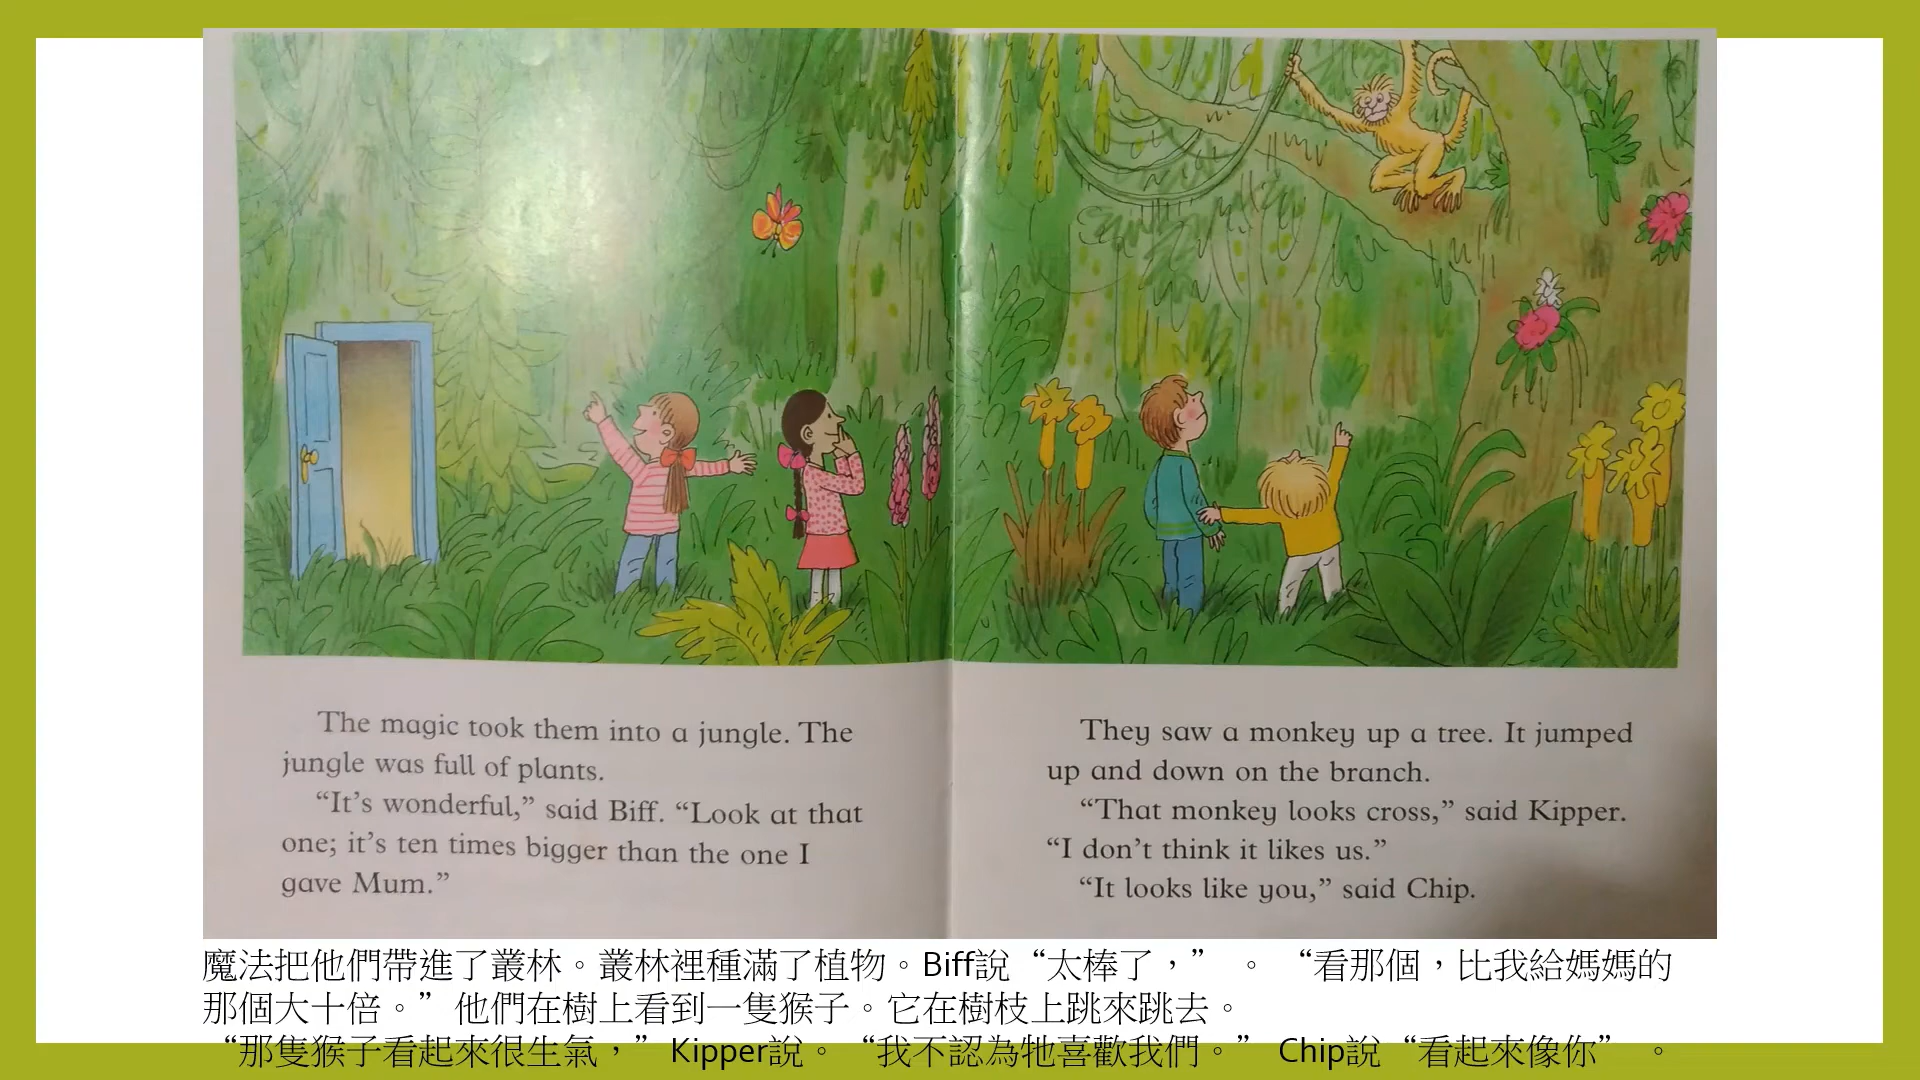 The magic took them into a jungle. The
jungle was full of plants.
“It’s wonderful,” said Biff. “Look at that
one; it’s ten times bigger than the one I
gave Mum.”
They saw a monkey up a tree. It jumped
up and down on the branch.
“That monkey looks cross,” said Kipper.
“I don’t think it likes us.”
“It looks like you,” said Chip.
魔法把他們帶進了叢林。叢林裡種滿了植物。Biff說“太棒了，” 。 “看那個，比我給媽媽的
那個大十倍。” 他們在樹上看到一隻猴子。它在樹枝上跳來跳去。
“那隻猴子看起來很生氣，” Kipper說。“我不認為牠喜歡我們。” Chip說“看起來像你” 。